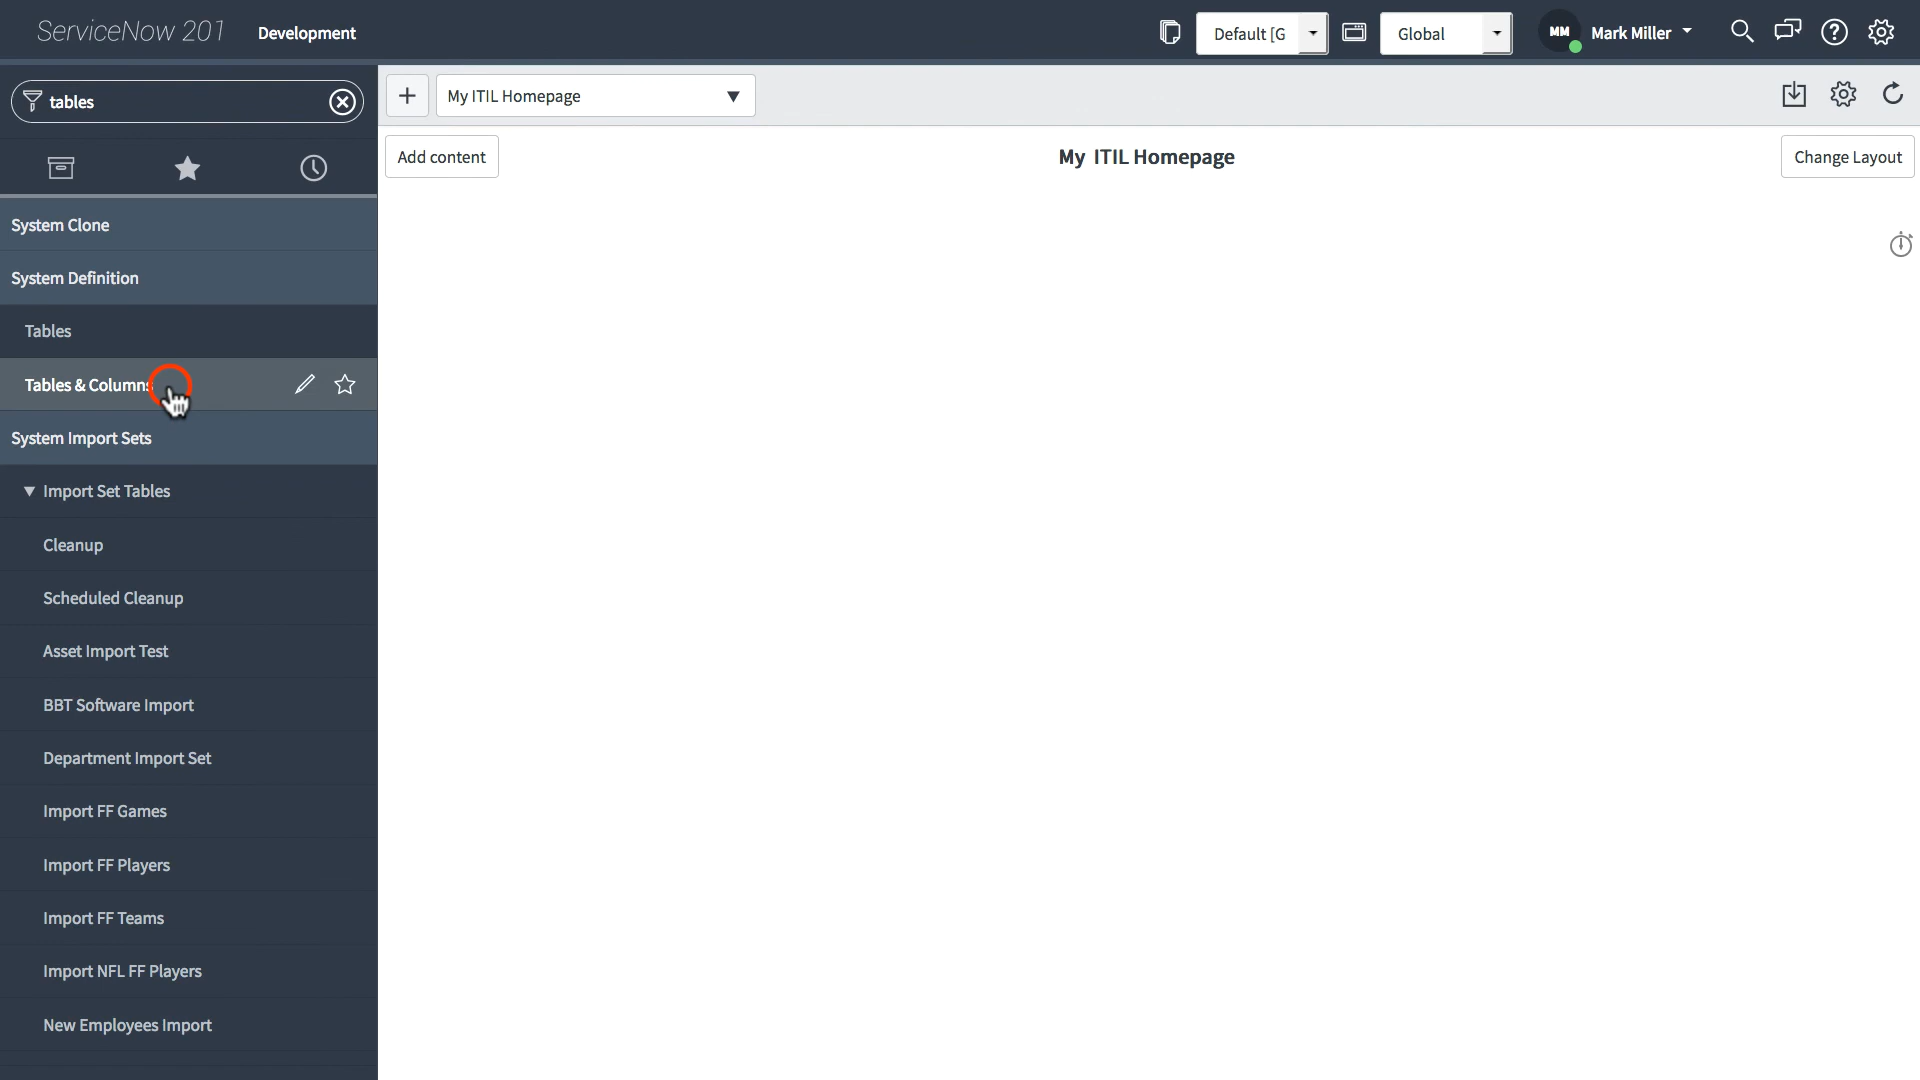 ServiceNow 201
Development
Default [G
Global
MM
Mark Miller
tables
My ITIL Homepage
Add content
My ITIL Homepage
Change Layout
System Clone
System Definition
Tables
Tables & Columns
System Import Sets
Import Set Tables
Cleanup
Scheduled Cleanup
Asset Import Test
BBT Software Import
Department Import Set
Import FF Games
Import FF Players
Import FF Teams
Import NFL FF Players
New Employees Import